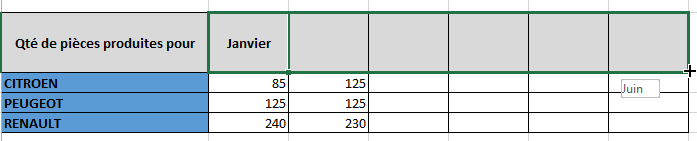 Qté de pièces produites pour Janvier
CITROEN 85 125
Juin
PEUGEOT 125 125
RENAULT 240 230